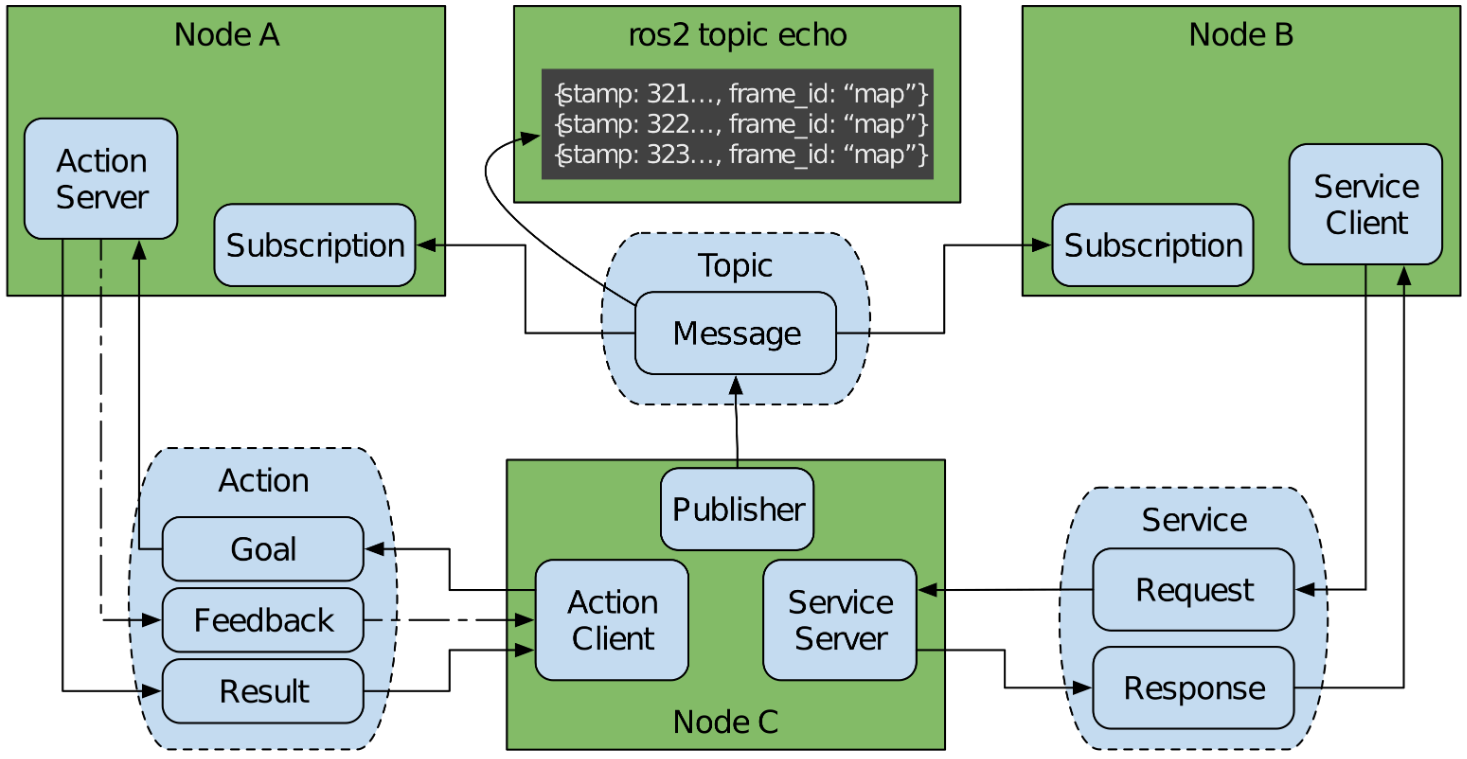 Node A
Action
Server
Subscription
ros2 topic echo
{stamp: 321..., frame_id: “map”}
{stamp: 322..., frame_id: “map”}
{stamp: 323..., frame_id: “map”}
Node B
Subscription
Service
Client
Topic
Message
Action
Goal
Feedback
Result
Publisher
Action
Client
Service
Server
Node C
Service
Request
Response